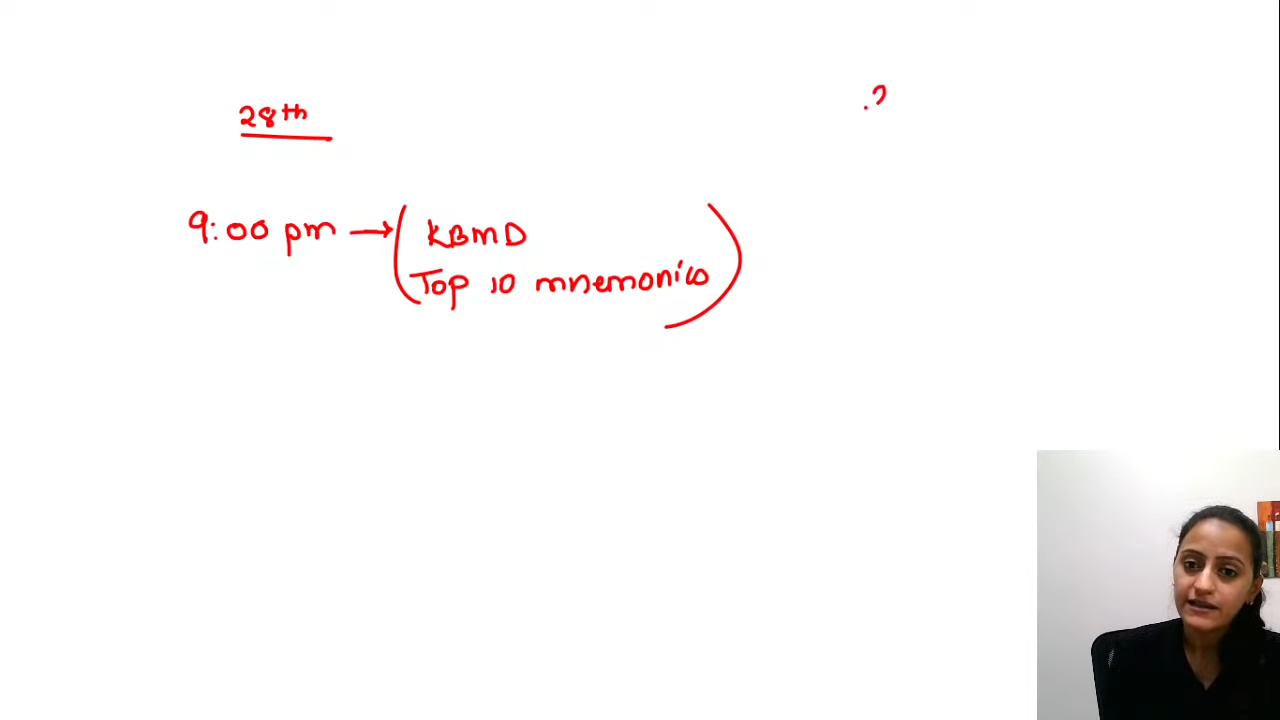 28th
9:00 pm → ( KBMD
Top 10 mnemonics )